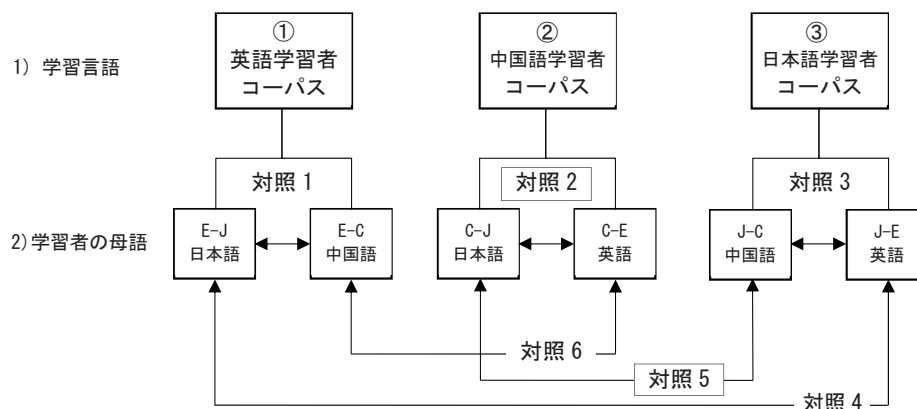 1) 学習言語
①
英語学習者
コーパス
②
中国語学習者
コーパス
③
日本語学習者
コーパス
対照 1
対照 2
対照 3
2)学習者の母語
E-J
日本語
E-C
中国語
C-J
日本語
C-E
英語
J-C
中国語
J-E
英語
対照 6
対照 5
対照 4